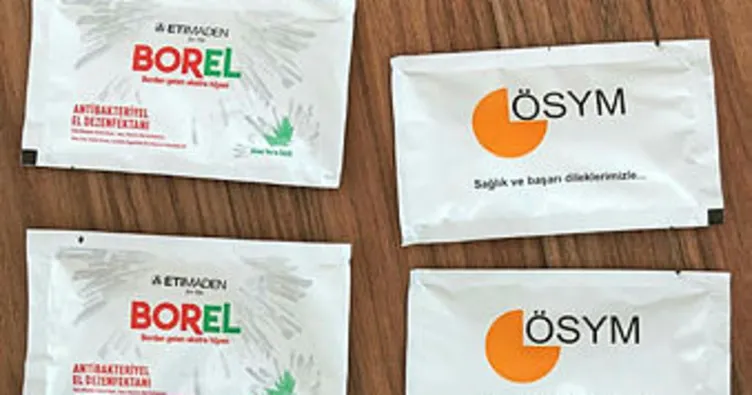 ETİMADEN
BOREL
Bordan gelen ekstra hijyen
ANTİBAKTERİYEL
EL DEZENFEKTANI
ÖSYM
Sağlık ve başarı dileklerimizle...
ETİMADEN
BOREL
Bordan gelen ekstra hijyen
ANTİBAKTERİYEL
EL DEZENFEKTANI
ÖSYM